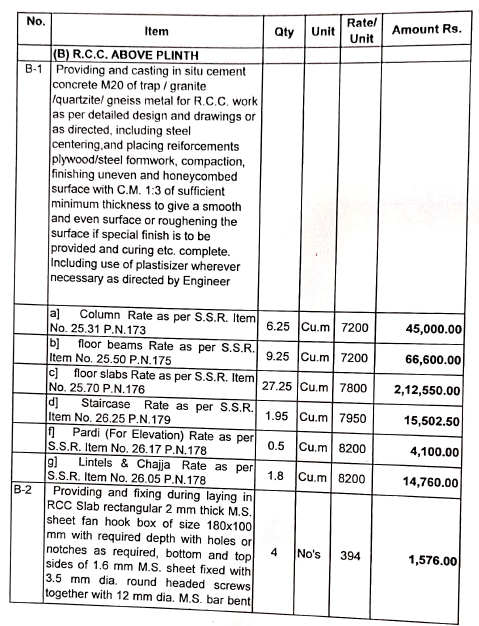 No. Item Qty Unit Rate/ Unit Amount Rs.
(B) R.C.C. ABOVE PLINTH
B-1 Providing and casting in situ cement
concrete M20 of trap / granite
/quartzite/ gneiss metal for R.C.C. work
as per detailed design and drawings or
as directed, including steel
centering,and placing reiforcements
plywood/steel formwork, compaction,
finishing uneven and honeycombed
surface with C.M. 1:3 of sufficient
minimum thickness to give a smooth
and even surface or roughening the
surface if special finish is to be
provided and curing etc. complete.
Including use of plastisizer wherever
necessary as directed by Engineer
a] Column Rate as per S.S.R. Item
No. 25.31 P.N.173 6.25 Cu.m 7200 45,000.00
b] floor beams Rate as per S.S.R.
Item No. 25.50 P.N.175 9.25 Cu.m 7200 66,600.00
c] floor slabs Rate as per S.S.R. Item
No. 25.70 P.N.176 27.25 Cu.m 7800 2,12,550.00
d] Staircase Rate as per S.S.R.
Item No. 26.25 P.N.179 1.95 Cu.m 7950 15,502.50
f] Pardi (For Elevation) Rate as per
S.S.R. Item No. 26.17 P.N.178 0.5 Cu.m 8200 4,100.00
g] Lintels & Chajja Rate as per
S.S.R. Item No. 26.05 P.N.178 1.8 Cu.m 8200 14,760.00
B-2 Providing and fixing during laying in
RCC Slab rectangular 2 mm thick M.S.
sheet fan hook box of size 180x100
mm with required depth with holes or
notches as required, bottom and top 4 No's 394 1,576.00
sides of 1.6 mm M.S. sheet fixed with
3.5 mm dia. round headed screws
together with 12 mm dia. M.S. bar bent